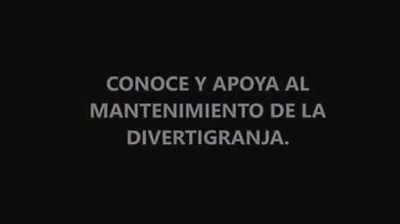 CONOCE Y APOYA AL
MANTENIMIENTO DE LA
DIVERTIGRANJA.